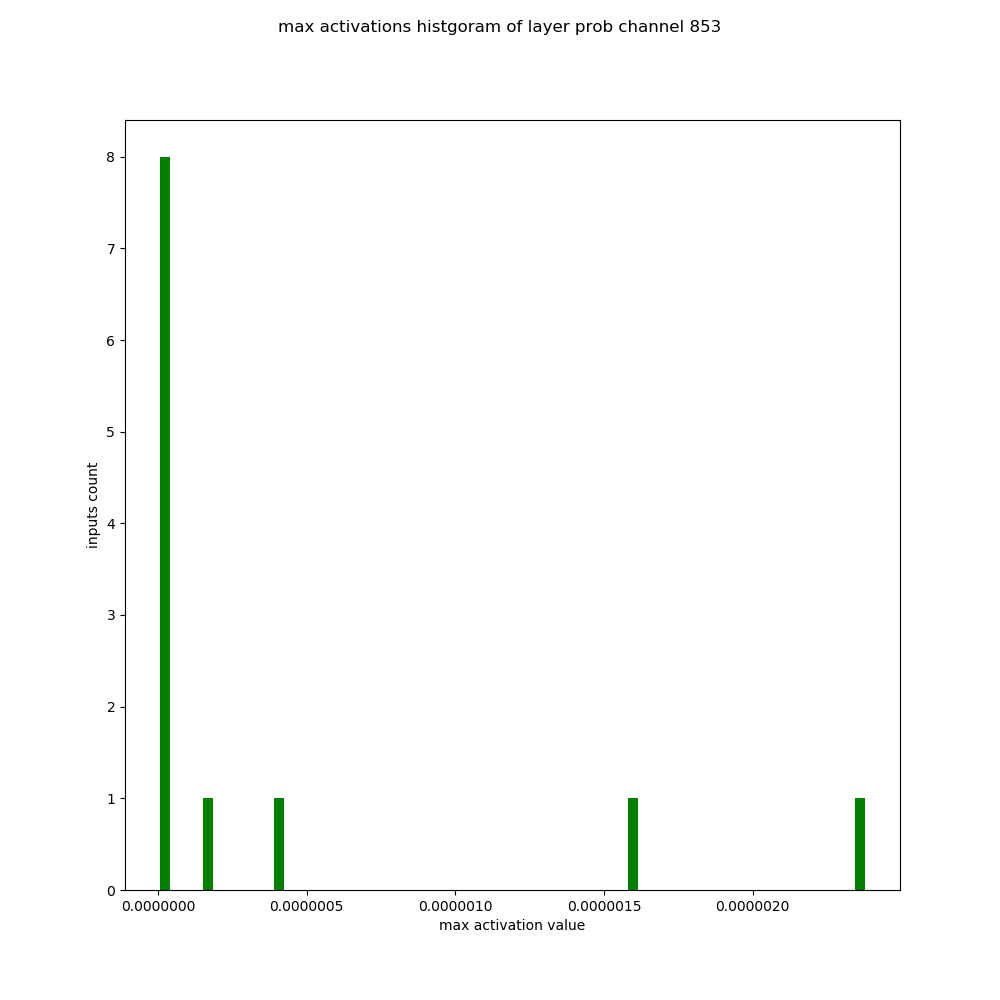 max activations histgoram of layer prob channel 853
8
7
6
5
4
3
2
1
0
inputs count
0.0000000 0.0000005 0.0000010 0.0000015 0.0000020
max activation value